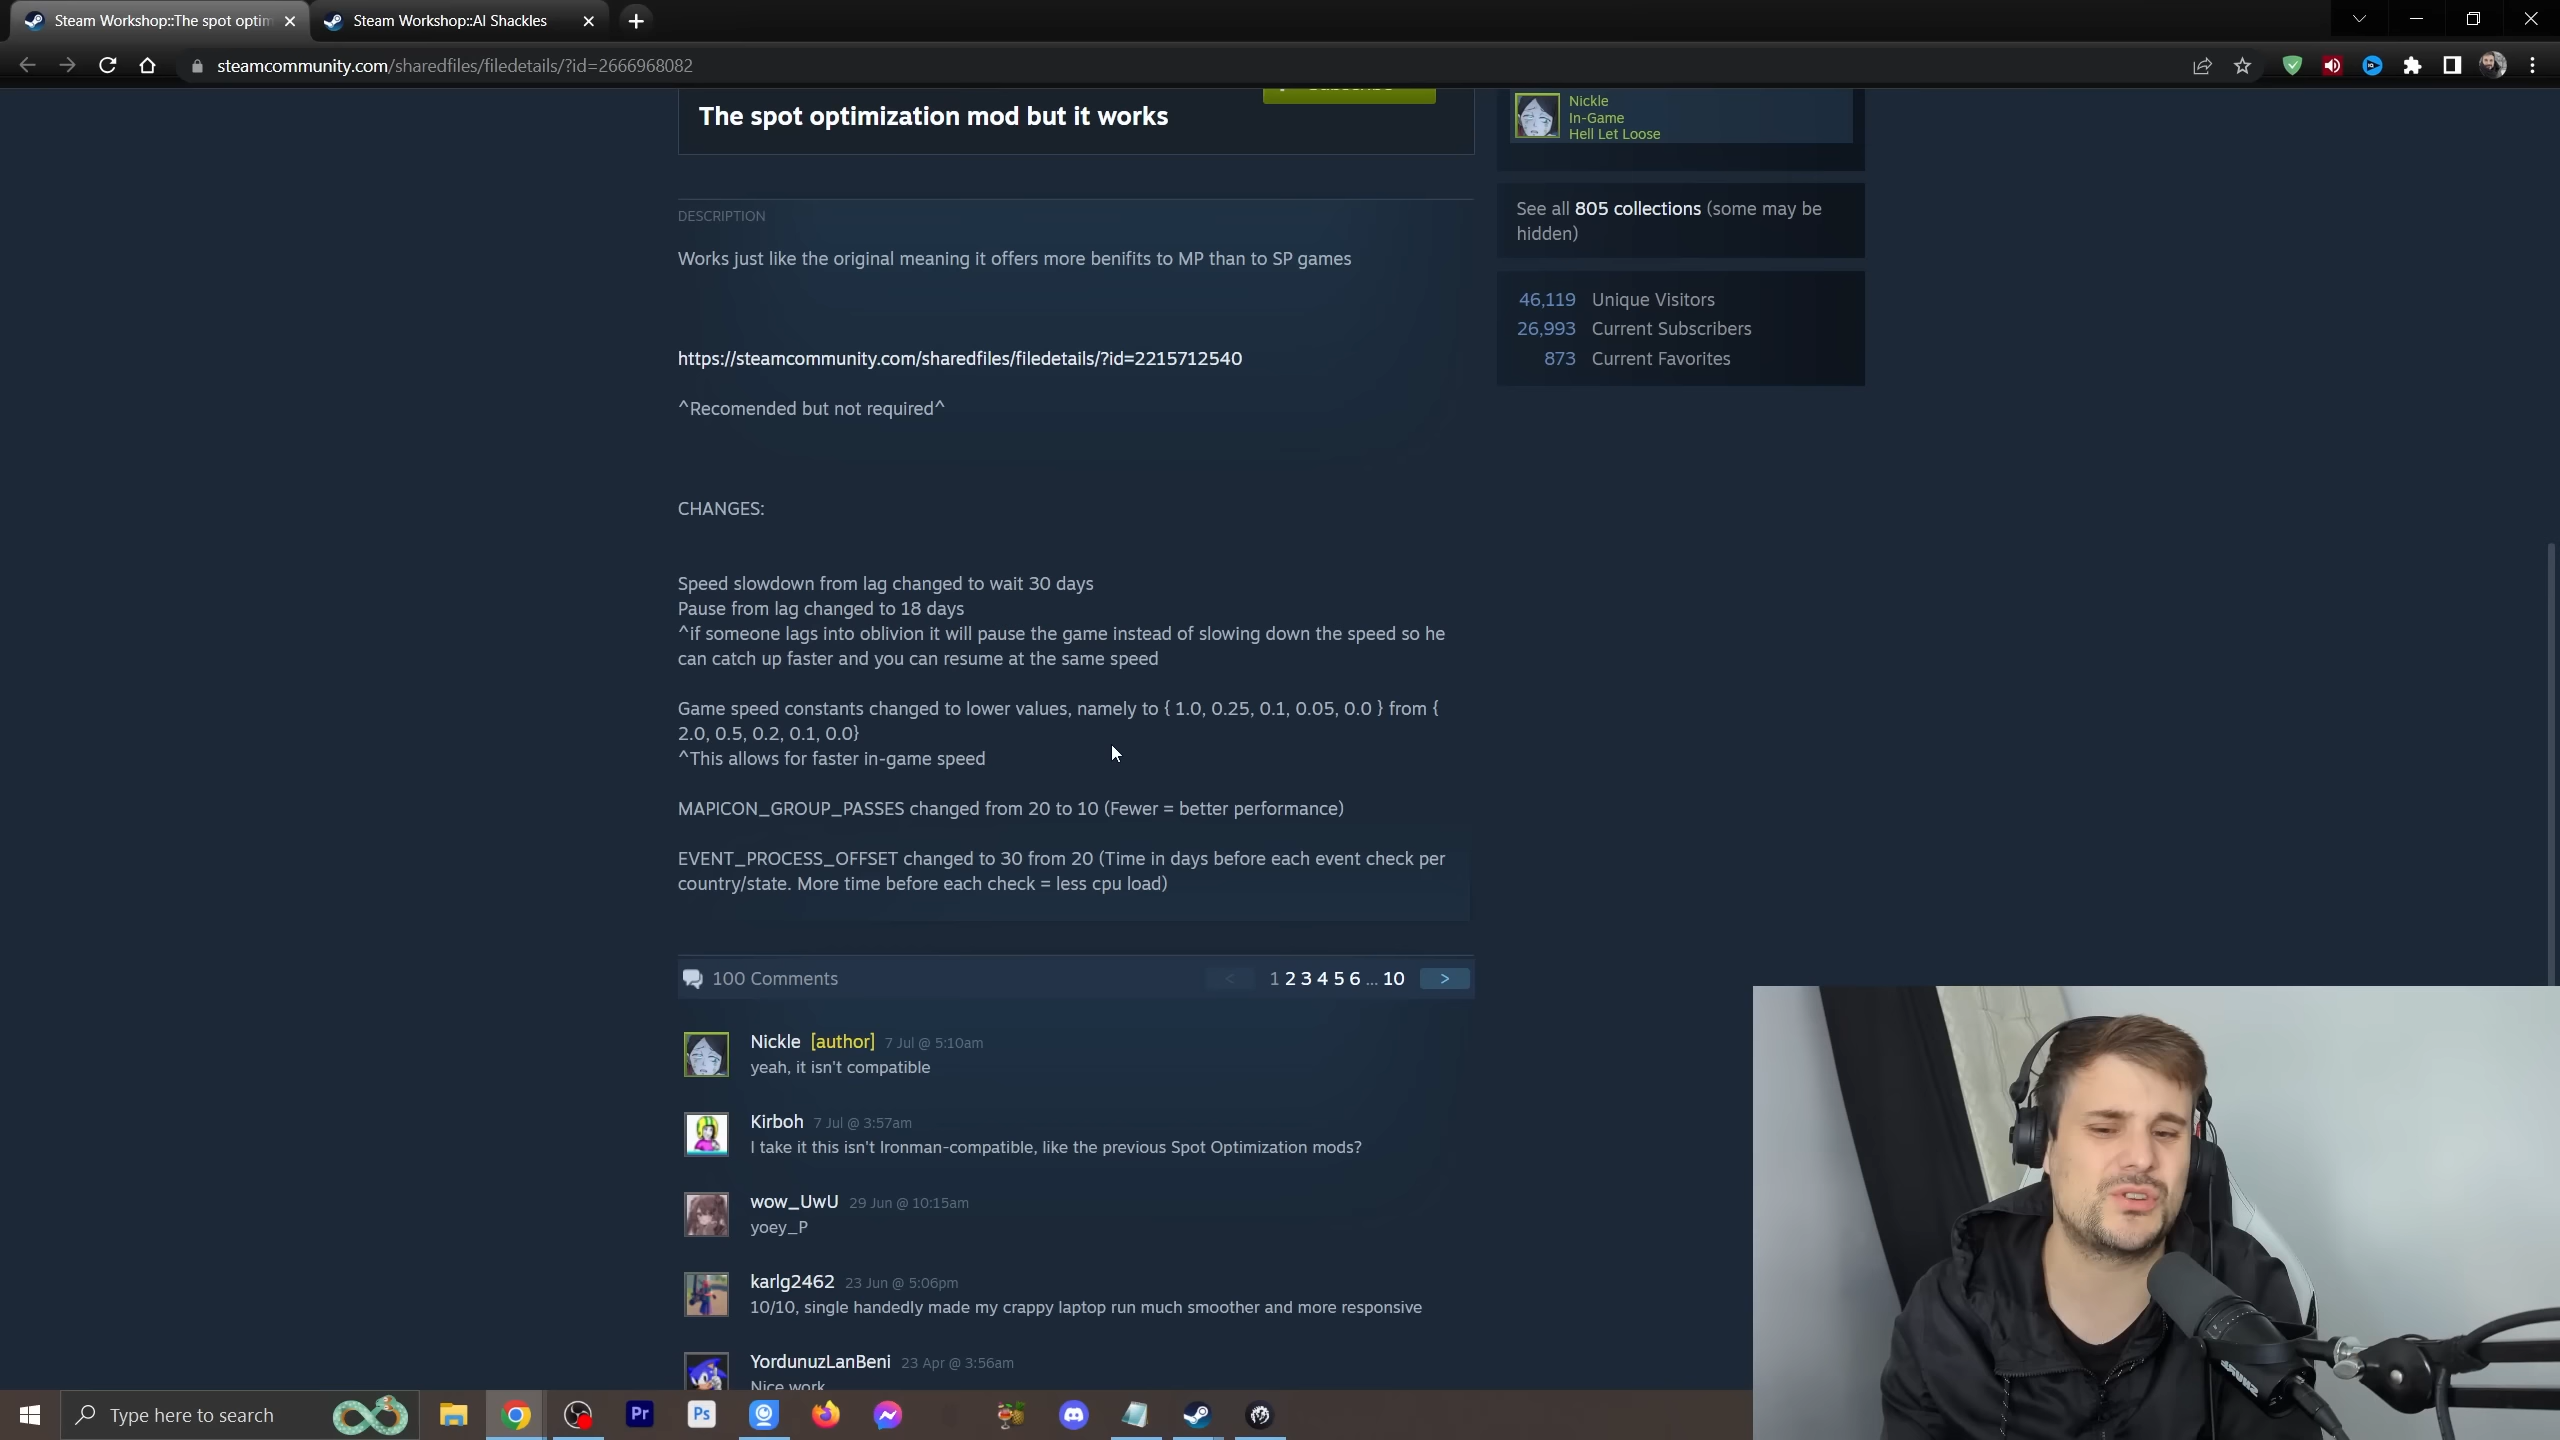 Steam Workshop::The spot optim
Steam Workshop::AI Shackles
steamcommunity.com/sharedfiles/filedetails/?id=2666968082
The spot optimization mod but it works
Nickle
In-Game
Hell Let Loose
See all 805 collections (some may be
hidden)
46,119 Unique Visitors
26,993 Current Subscribers
873 Current Favorites
DESCRIPTION
Works just like the original meaning it offers more benifits to MP than to SP games
https://steamcommunity.com/sharedfiles/filedetails/?id=2215712540
^Recomended but not required^
CHANGES:
Speed slowdown from lag changed to wait 30 days
Pause from lag changed to 18 days
^if someone lags into oblivion it will pause the game instead of slowing down the speed so he
can catch up faster and you can resume at the same speed
Game speed constants changed to lower values, namely to { 1.0, 0.25, 0.1, 0.05, 0.0 } from {
2.0, 0.5, 0.2, 0.1, 0.0}
^This allows for faster in-game speed
MAPICON_GROUP_PASSES changed from 20 to 10 (Fewer = better performance)
EVENT_PROCESS_OFFSET changed to 30 from 20 (Time in days before each event check per
country/state. More time before each check = less cpu load)
100 Comments
< 1 2 3 4 5 6 ... 10 >
Nickle [author] 7 Jul @ 5:10am
yeah, it isn't compatible
Kirboh 7 Jul @ 3:57am
I take it this isn't Ironman-compatible, like the previous Spot Optimization mods?
wow_UwU 29 Jun @ 10:15am
yoey_P
karlg2462 23 Jun @ 5:06pm
10/10, single handedly made my crappy laptop run much smoother and more responsive
YordunuzLanBeni 23 Apr @ 3:56am
Nice work
Type here to search
Pr
Ps